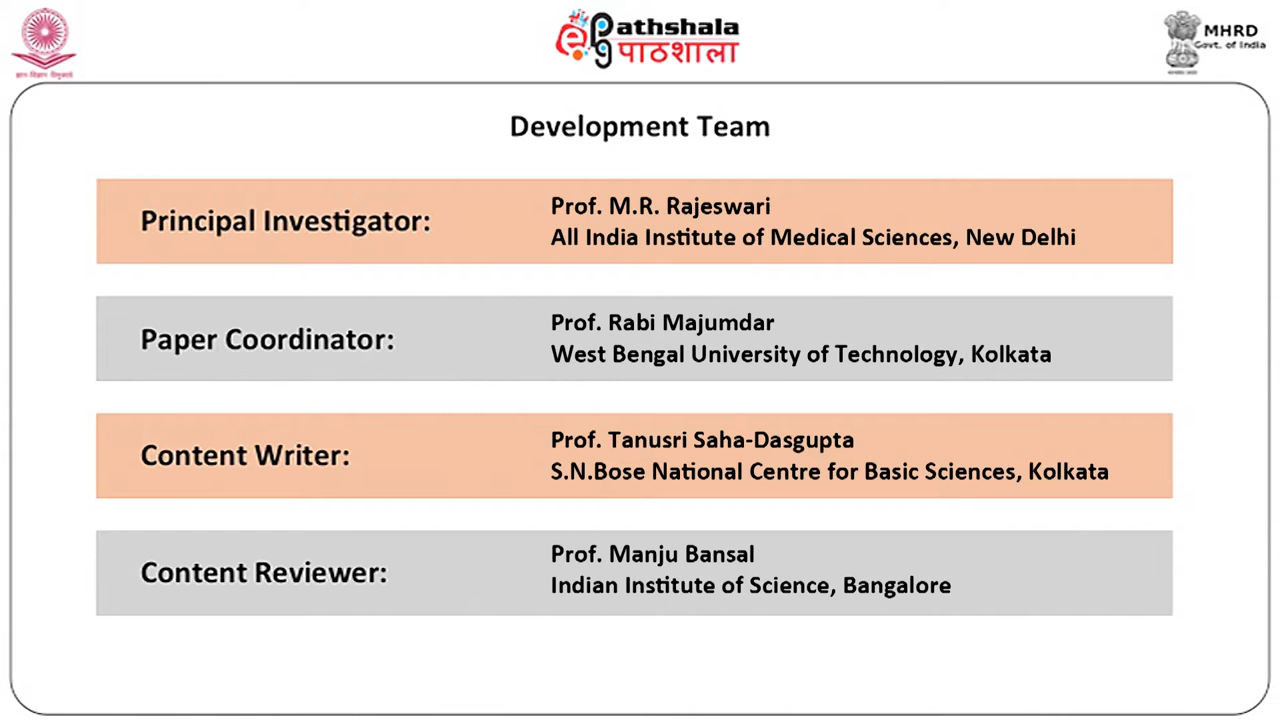 ज्ञान-विज्ञान विमुक्तये
ePathshala
पाठशाला
MHRD
Govt. of India
Development Team
Principal Investigator:
Prof. M.R. Rajeswari
All India Institute of Medical Sciences, New Delhi
Paper Coordinator:
Prof. Rabi Majumdar
West Bengal University of Technology, Kolkata
Content Writer:
Prof. Tanusri Saha-Dasgupta
S.N.Bose National Centre for Basic Sciences, Kolkata
Content Reviewer:
Prof. Manju Bansal
Indian Institute of Science, Bangalore